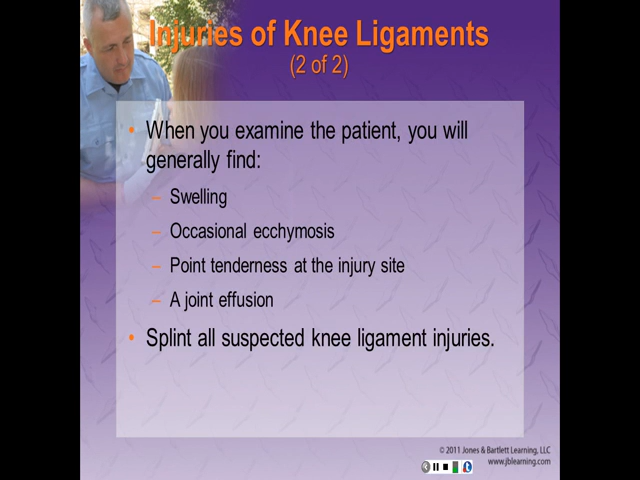 Injuries of Knee Ligaments
(2 of 2)
• When you examine the patient, you will
generally find:
– Swelling
– Occasional ecchymosis
– Point tenderness at the injury site
– A joint effusion
• Splint all suspected knee ligament injuries.
© 2011 Jones & Bartlett Learning, LLC
www.jblearning.com